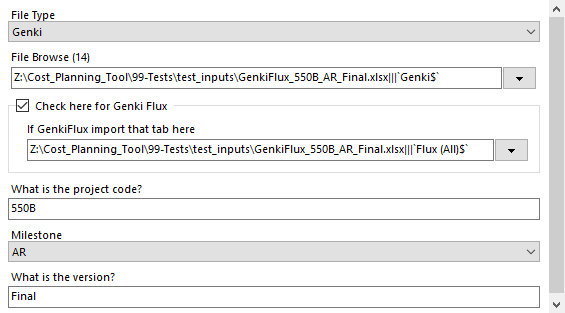 File Type
Genki
File Browse (14)
Z:\Cost_Planning_Tool\99-Tests\test_inputs\GenkiFlux_550B_AR_Final.xlsx|||`Genki$`
Check here for Genki Flux
If GenkiFlux import that tab here
Z:\Cost_Planning_Tool\99-Tests\test_inputs\GenkiFlux_550B_AR_Final.xlsx|||`Flux (All)$`
What is the project code?
550B
Milestone
AR
What is the version?
Final